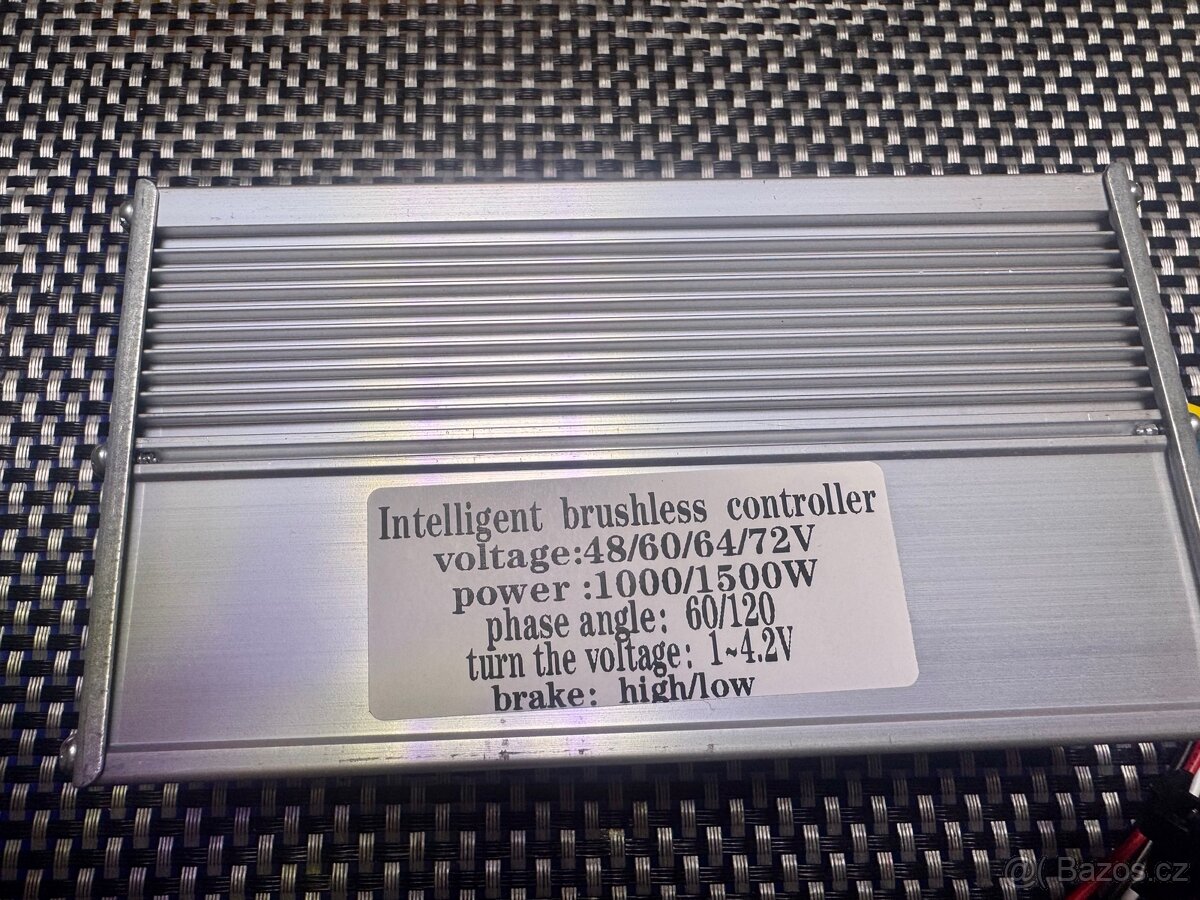 Intelligent brushless controller
voltage:48/60/64/72V
power :1000/1500W
phase angle: 60/120
turn the voltage: 1~4.2V
brake: high/low
@( Bazos.cz